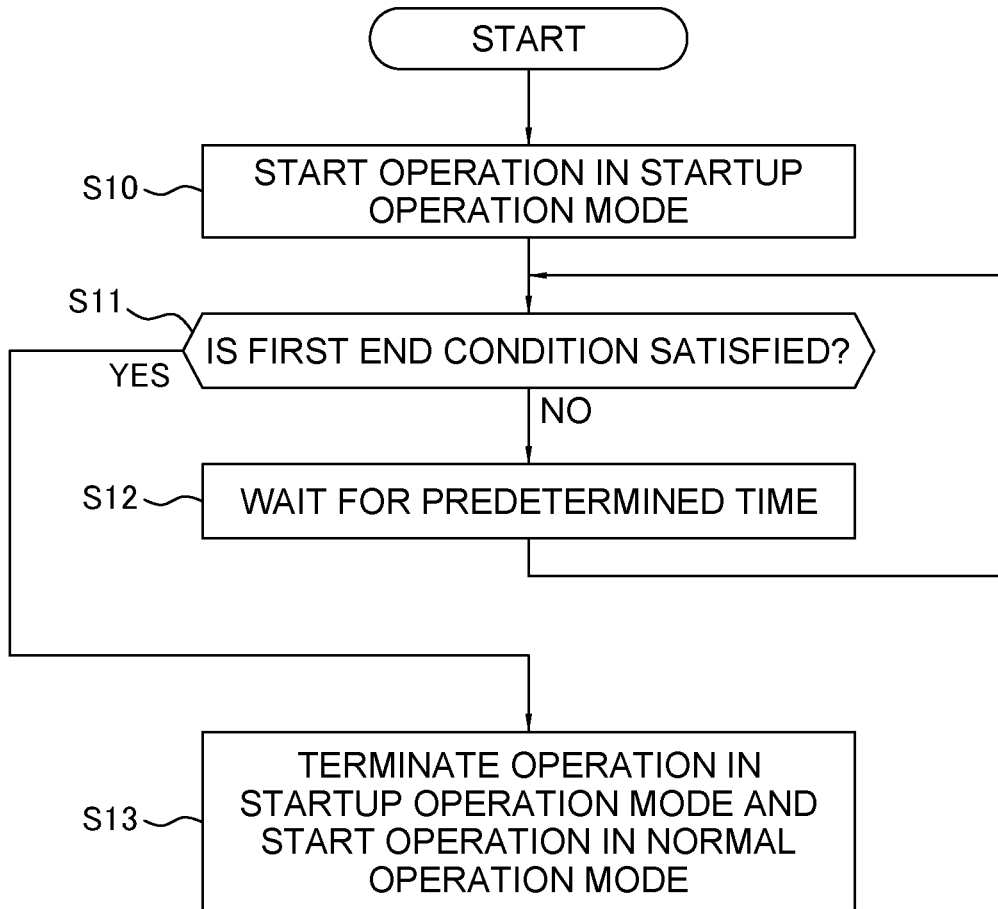 START
S10
START OPERATION IN STARTUP
OPERATION MODE
S11
IS FIRST END CONDITION SATISFIED?
YES
NO
S12
WAIT FOR PREDETERMINED TIME
S13
TERMINATE OPERATION IN
STARTUP OPERATION MODE AND
START OPERATION IN NORMAL
OPERATION MODE